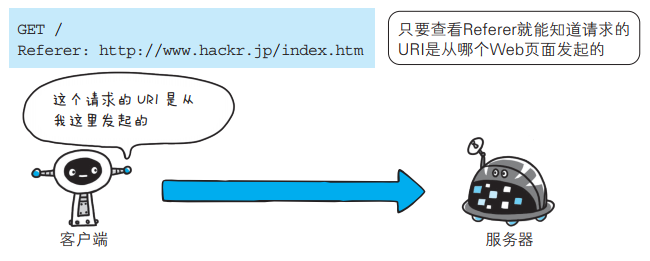 GET /
Referer: http://www.hackr.jp/index.htm
只要查看Referer就能知道请求的
URI是从哪个Web页面发起的
这个请求的 URI 是从
我这里发起的
客户端
服务器